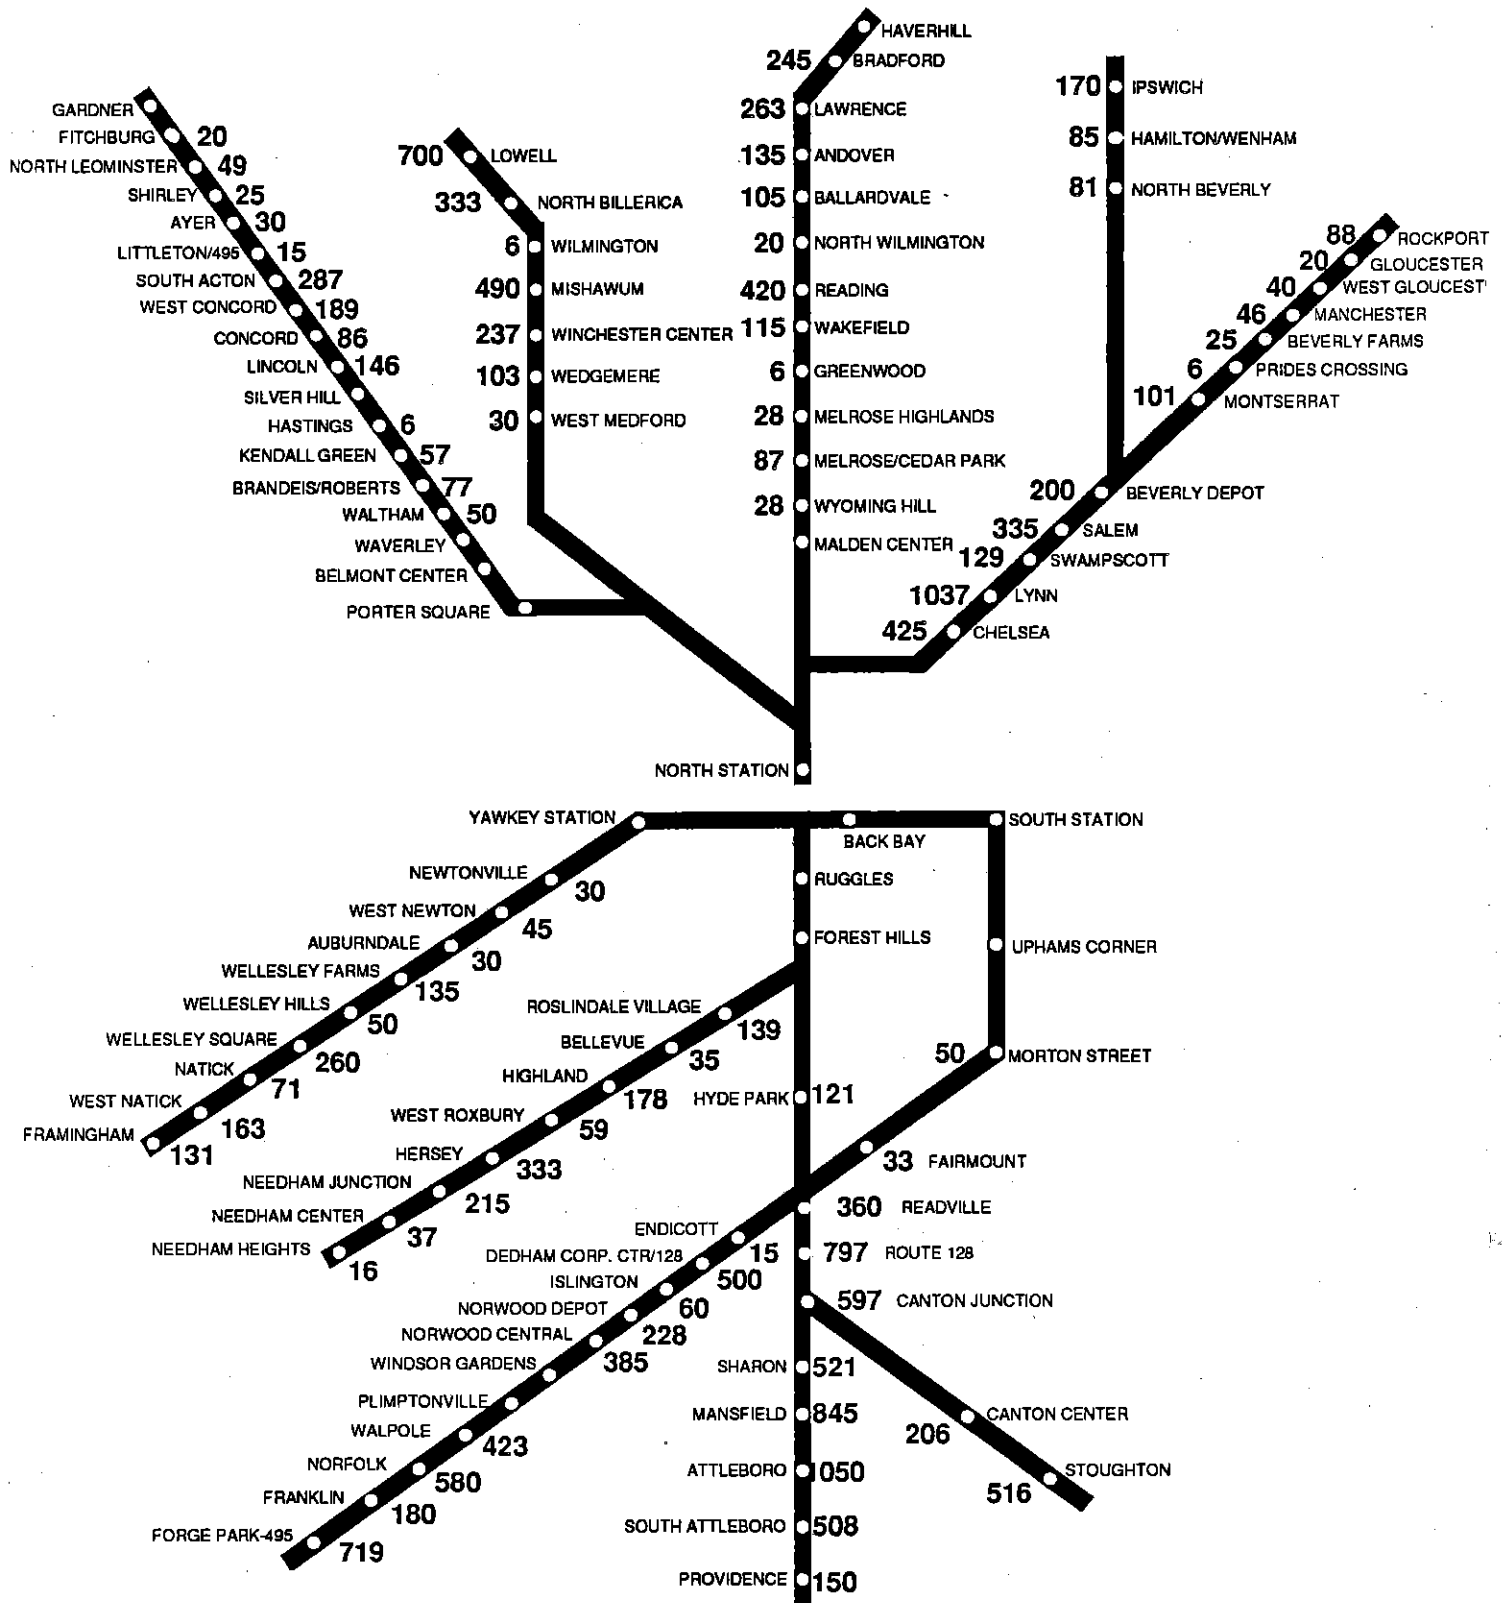 HAVERHILL
245 BRADFORD
263 LAWRENCE
135 ANDOVER
105 BALLARDVALE
20 NORTH WILMINGTON
420 READING
115 WAKEFIELD
6 GREENWOOD
28 MELROSE HIGHLANDS
87 MELROSE/CEDAR PARK
28 WYOMING HILL
MALDEN CENTER
GARDNER
FITCHBURG 20
NORTH LEOMINSTER 49
SHIRLEY 25
AYER 30
LITTLETON/495 15
SOUTH ACTON 287
WEST CONCORD 189
CONCORD 86
LINCOLN 146
SILVER HILL
HASTINGS 6
KENDALL GREEN 57
BRANDEIS/ROBERTS 77
WALTHAM 50
WAVERLEY
BELMONT CENTER
PORTER SQUARE
700 LOWELL
333 NORTH BILLERICA
6 WILMINGTON
490 MISHAWUM
237 WINCHESTER CENTER
103 WEDGEMERE
30 WEST MEDFORD
170 IPSWICH
85 HAMILTON/WENHAM
81 NORTH BEVERLY
88 ROCKPORT
20 GLOUCESTER
40 WEST GLOUCEST
46 MANCHESTER
25 BEVERLY FARMS
6 PRIDES CROSSING
101 MONTSERRAT
200 BEVERLY DEPOT
335 SALEM
129 SWAMPSCOTT
1037 LYNN
425 CHELSEA
NORTH STATION
YAWKEY STATION
BACK BAY
SOUTH STATION
RUGGLES
FOREST HILLS
UPHAMS CORNER
50 MORTON STREET
33 FAIRMOUNT
NEWTONVILLE 30
WEST NEWTON 45
AUBURNDALE 30
WELLESLEY FARMS 135
WELLESLEY HILLS 50
WELLESLEY SQUARE 260
NATICK 71
WEST NATICK 163
FRAMINGHAM 131
ROSLINDALE VILLAGE 139
BELLEVUE 35
HIGHLAND 178
WEST ROXBURY 59
HERSEY 333
NEEDHAM JUNCTION 215
NEEDHAM CENTER 37
NEEDHAM HEIGHTS 16
HYDE PARK 121
360 READVILLE
797 ROUTE 128
597 CANTON JUNCTION
SHARON 521
MANSFIELD 845
ATTLEBORO 1050
SOUTH ATTLEBORO 508
PROVIDENCE 150
206 CANTON CENTER
516 STOUGHTON
ENDICOTT 15
DEDHAM CORP. CTR/128 500
ISLINGTON 60
NORWOOD DEPOT 228
NORWOOD CENTRAL 385
WINDSOR GARDENS
PLIMPTONVILLE
WALPOLE 423
NORFOLK 580
FRANKLIN 180
FORGE PARK-495 719